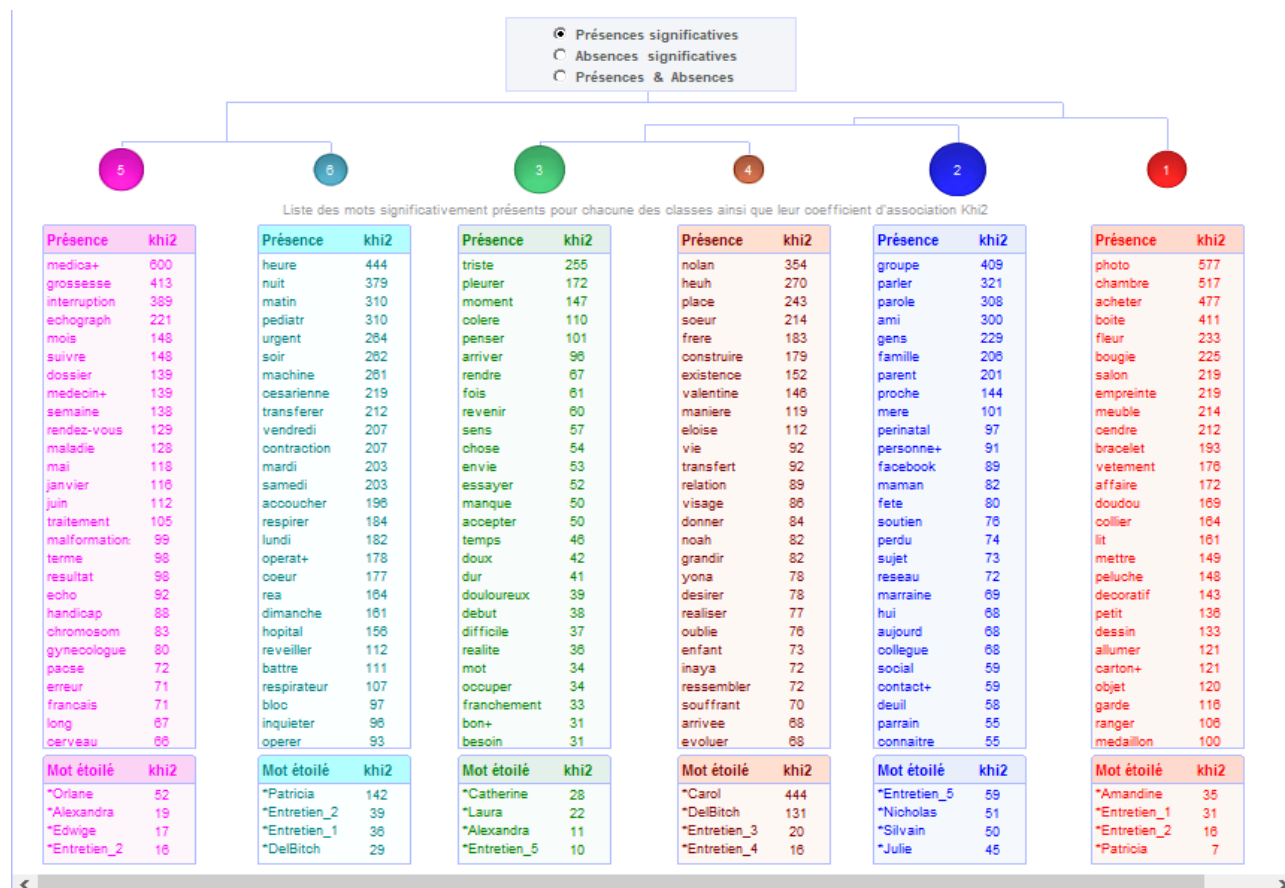 Présences significatives
Absences significatives
Présences & Absences
5
6
3
4
2
1
Liste des mots significativement présents pour chacune des classes ainsi que leur coefficient d'association Khi2
Présence khi2
medica+ 600
grossesse 413
interruption 389
echograph 221
mois 148
suivre 148
dossier 139
medecin+ 139
semaine 138
rendez-vous 129
maladie 128
mai 118
janvier 116
juin 112
traitement 105
malformation: 99
terme 98
resultat 98
echo 92
handicap 88
chromosom 83
gynecologue 80
pacse 72
erreur 71
francais 71
long 67
cerveau 66
Mot étoilé khi2
*Orlane 52
*Alexandra 19
*Edwige 17
*Entretien_2 16
Présence khi2
heure 444
nuit 379
matin 310
pediatr 310
urgent 264
soir 262
machine 261
cesarienne 219
transferer 212
vendredi 207
contraction 207
mardi 203
samedi 203
accoucher 196
respirer 184
lundi 182
operat+ 178
coeur 177
rea 164
dimanche 161
hopital 156
reveiller 112
battre 111
respirateur 107
bloc 97
inquieter 96
operer 93
Mot étoilé khi2
*Patricia 142
*Entretien_2 39
*Entretien_1 36
*DelBitch 29
Présence khi2
triste 255
pleurer 172
moment 147
colere 110
penser 101
arriver 96
rendre 67
fois 61
revenir 60
sens 57
chose 54
envie 53
essayer 52
manque 50
accepter 50
temps 46
doux 42
dur 41
douloureux 39
debut 38
difficile 37
realite 36
mot 34
occuper 34
franchement 33
bon+ 31
besoin 31
Mot étoilé khi2
*Catherine 28
*Laura 22
*Alexandra 11
*Entretien_5 10
Présence khi2
nolan 354
heuh 270
place 243
soeur 214
frere 183
construire 179
existence 152
valentine 146
maniere 119
eloise 112
vie 92
transfert 92
relation 89
visage 86
donner 84
noah 82
grandir 82
yona 78
desirer 78
realiser 77
oublie 76
enfant 73
inaya 72
ressembler 72
souffrant 70
arrivee 68
evoluer 68
Mot étoilé khi2
*Carol 444
*DelBitch 131
*Entretien_3 20
*Entretien_4 16
Présence khi2
groupe 409
parler 321
parole 308
ami 300
gens 229
famille 206
parent 201
proche 144
mere 101
perinatal 97
personne+ 91
facebook 89
maman 82
fete 80
soutien 76
perdu 74
sujet 73
reseau 72
marraine 69
hui 68
aujourd 68
collegue 68
social 59
contact+ 59
deuil 58
parrain 55
connaitre 55
Mot étoilé khi2
*Entretien_5 59
*Nicholas 51
*Silvain 50
*Julie 45
Présence khi2
photo 577
chambre 517
acheter 477
boite 411
fleur 233
bougie 225
salon 219
empreinte 219
meuble 214
cendre 212
bracelet 193
vetement 176
affaire 172
doudou 169
collier 164
lit 161
mettre 149
peluche 148
decoratif 143
petit 136
dessin 133
allumer 121
carton+ 121
objet 120
garde 116
ranger 106
medaillon 100
Mot étoilé khi2
*Amandine 35
*Entretien_1 31
*Entretien_2 16
*Patricia 7